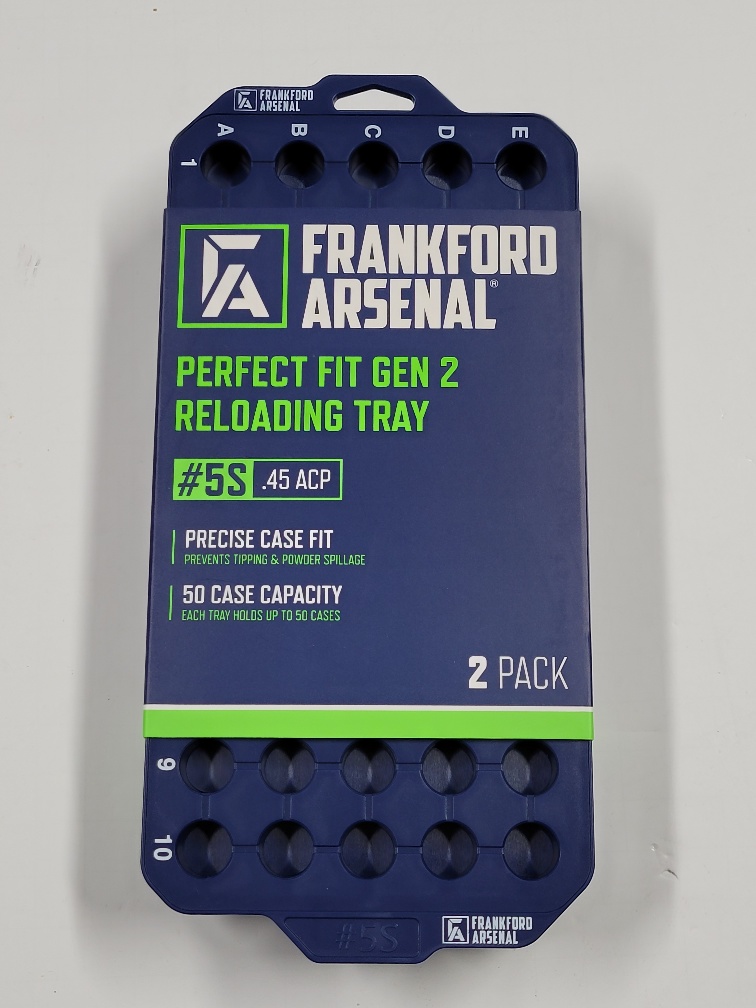 FRANKFORD
ARSENAL
A B C D E
1
FA
FRANKFORD
ARSENAL®
PERFECT FIT GEN 2
RELOADING TRAY
#5S .45 ACP
PRECISE CASE FIT
PREVENTS TIPPING & POWDER SPILLAGE
50 CASE CAPACITY
EACH TRAY HOLDS UP TO 50 CASES
2 PACK
9
10
#5S
FRANKFORD
ARSENAL